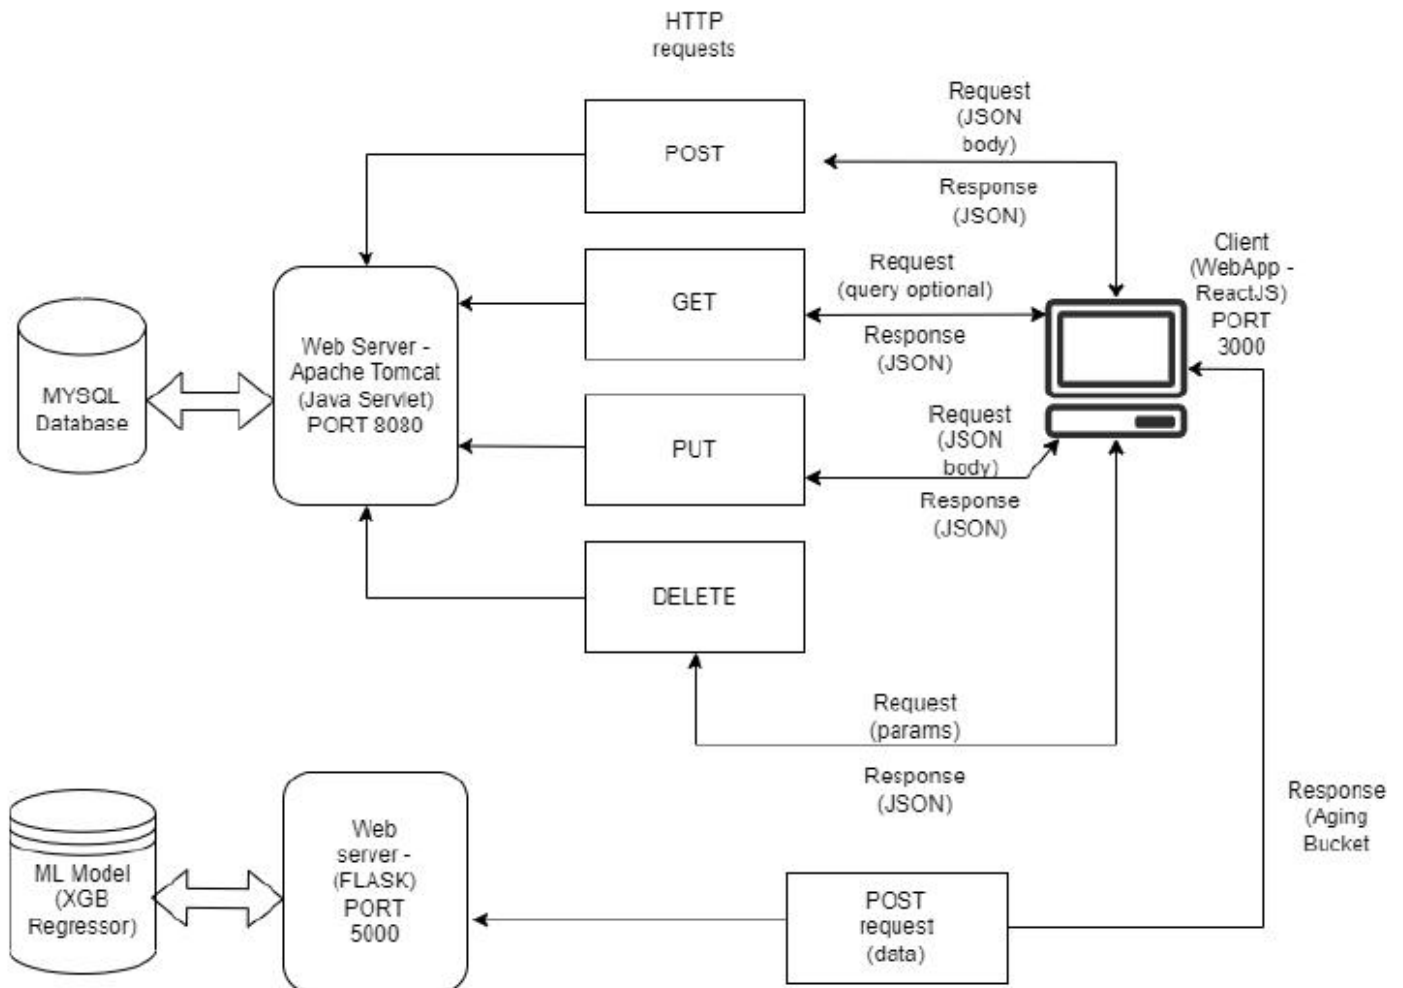 HTTP
requests
Request
(JSON
body)
POST
Response
(JSON)
Client
(WebApp -
ReactJS)
PORT
3000
Request
(query optional)
GET
Response
(JSON)
Web Server -
Apache Tomcat
(Java Servlet)
PORT 8080
MYSQL
Database
Request
(JSON
body)
PUT
Response
(JSON)
DELETE
Request
(params)
Response
(JSON)
Response
(Aging
Bucket
Web
server -
(FLASK)
PORT
5000
ML Model
(XGB
Regressor)
POST
request
(data)